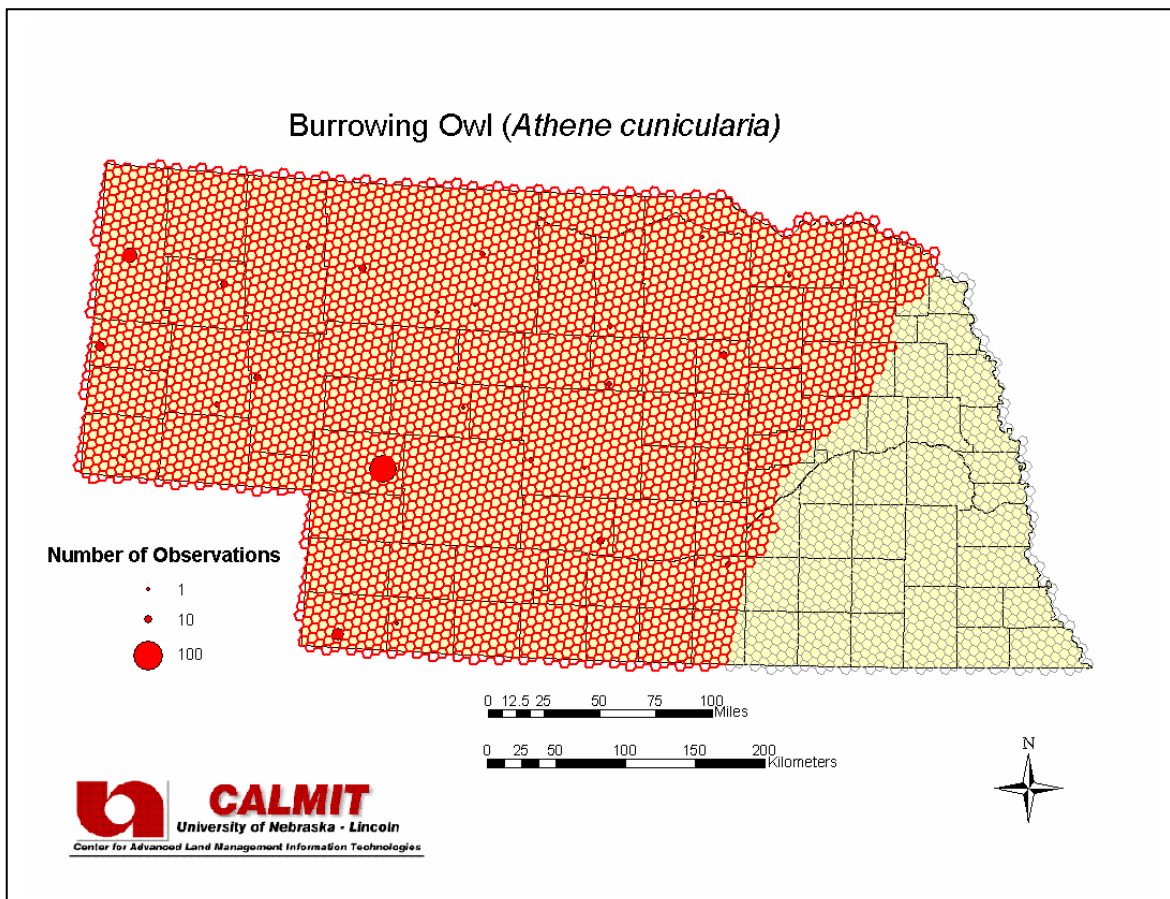 Burrowing Owl (Athene cunicularia)
Number of Observations
1
10
100
0 12.5 25 50 75 100
Miles
0 25 50 100 150 200
Kilometers
N
CALMIT
University of Nebraska - Lincoln
Center for Advanced Land Management Information Technologies